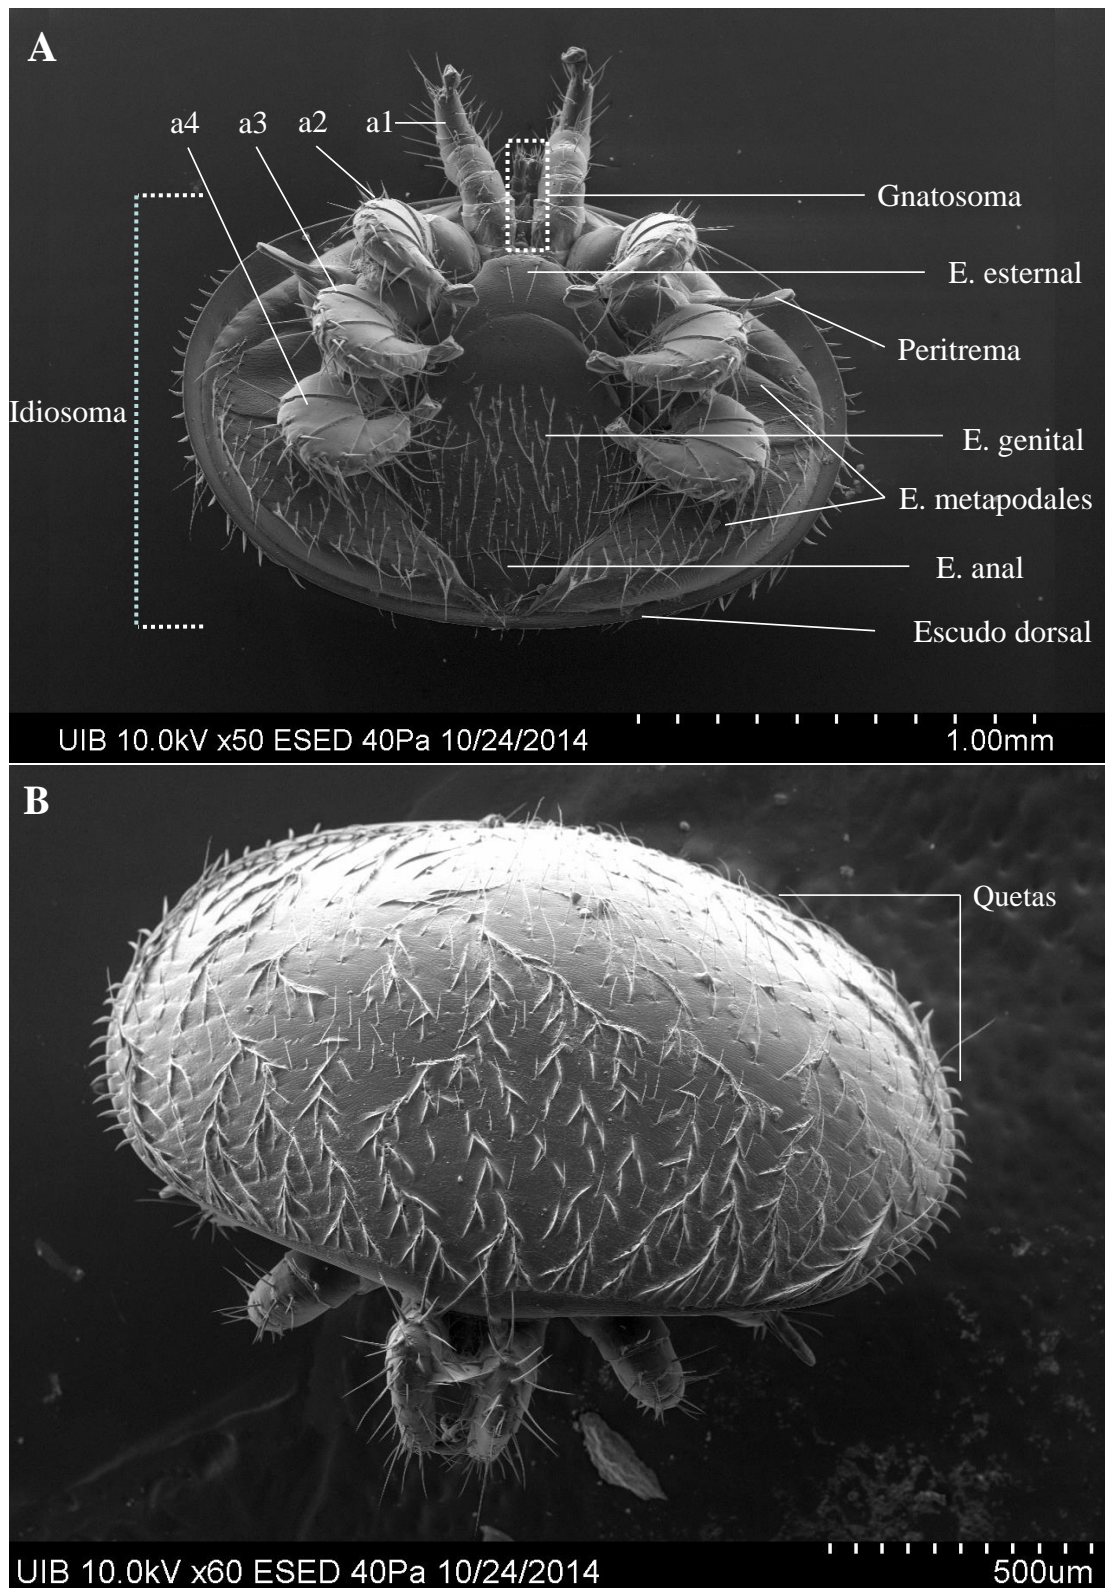 A
a4 a3 a2 a1
Gnatosoma
E. esternal
Peritrema
Idiosoma
E. genital
E. metapodales
E. anal
Escudo dorsal
UIB 10.0kV x50 ESED 40Pa 10/24/2014 1.00mm
B
Quetas
UIB 10.0kV x60 ESED 40Pa 10/24/2014 500um